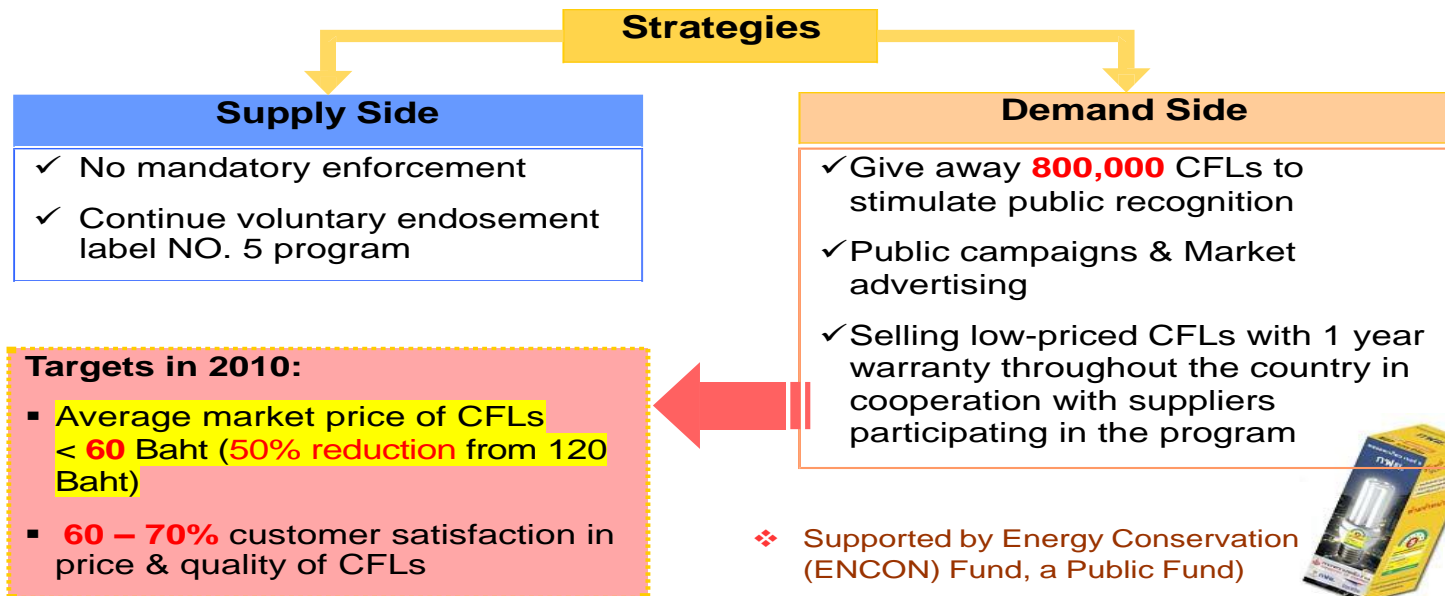 Strategies
Supply Side
✓ No mandatory enforcement
✓ Continue voluntary endosement
label NO. 5 program
Demand Side
✓ Give away 800,000 CFLs to
stimulate public recognition
✓ Public campaigns & Market
advertising
✓ Selling low-priced CFLs with 1 year
warranty throughout the country in
cooperation with suppliers
participating in the program
Targets in 2010:
▪ Average market price of CFLs
< 60 Baht (50% reduction from 120
Baht)
▪ 60 – 70% customer satisfaction in
price & quality of CFLs
❖ Supported by Energy Conservation
(ENCON) Fund, a Public Fund)
กฟผ.